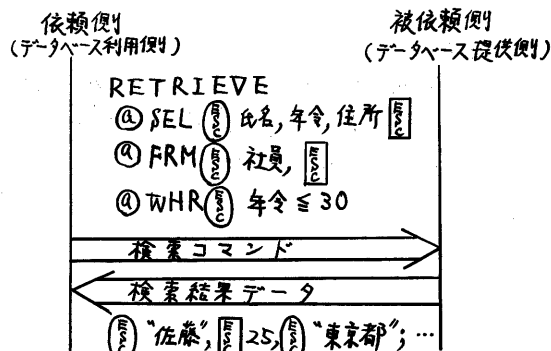 依頼側
(データベース利用側)
被依頼側
(データベース提供側)
RETRIEVE
ⓐ SEL ESC 氏名,年令,住所 ESC
ⓐ FRM ESC 社員, ESC
ⓐ WHR ESC 年令≦30
検索コマンド
検索結果データ
ESC "佐藤", ESC 25, ESC "東京都"; …